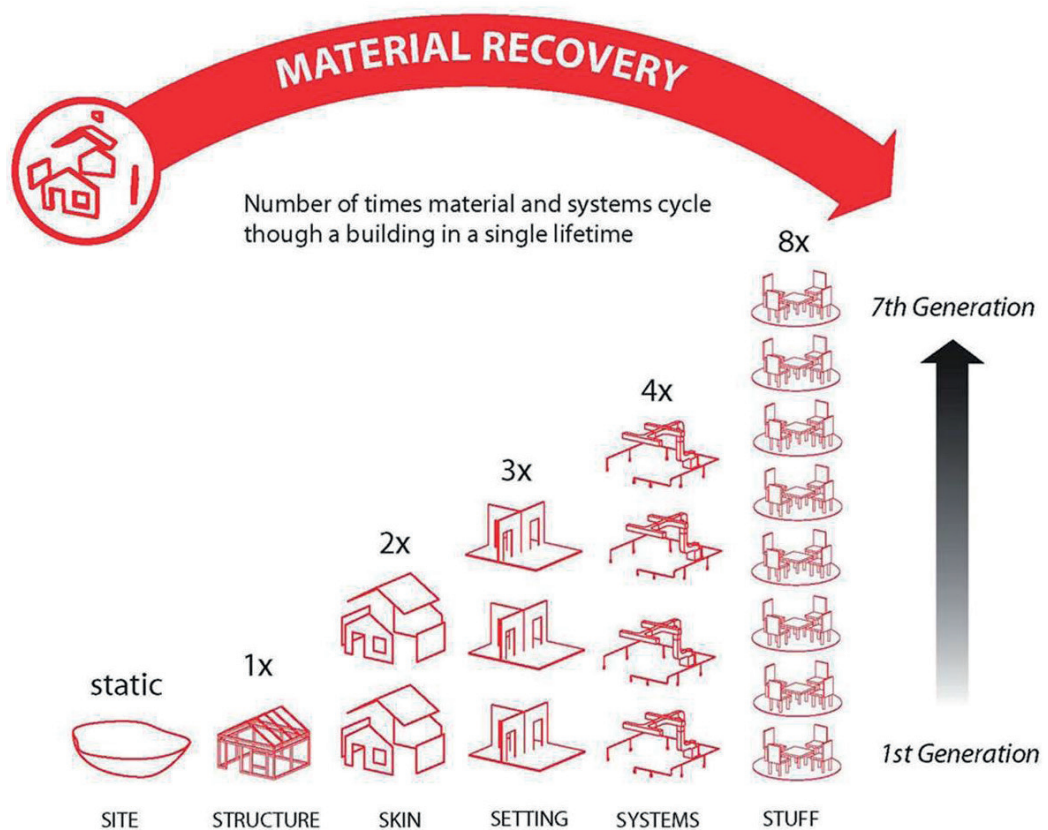 MATERIAL RECOVERY
Number of times material and systems cycle
though a building in a single lifetime
8x
7th Generation
4x
3x
2x
1x
static
1st Generation
SITE
STRUCTURE
SKIN
SETTING
SYSTEMS
STUFF